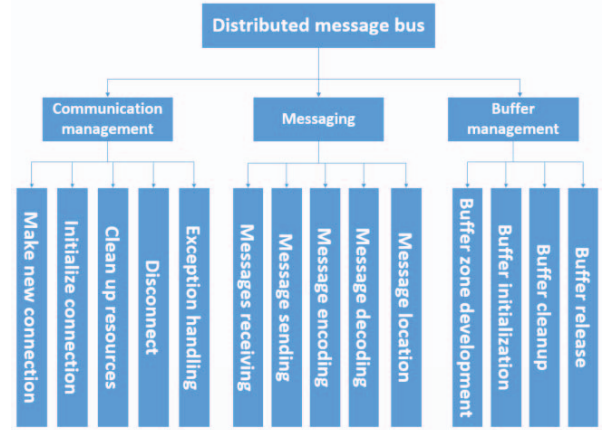 Distributed message bus
Communication
management
Messaging
Buffer
management
Make new connection
Initialize connection
Clean up resources
Disconnect
Exception handling
Messages receiving
Message sending
Message encoding
Message decoding
Message location
Buffer zone development
Buffer initialization
Buffer cleanup
Buffer release